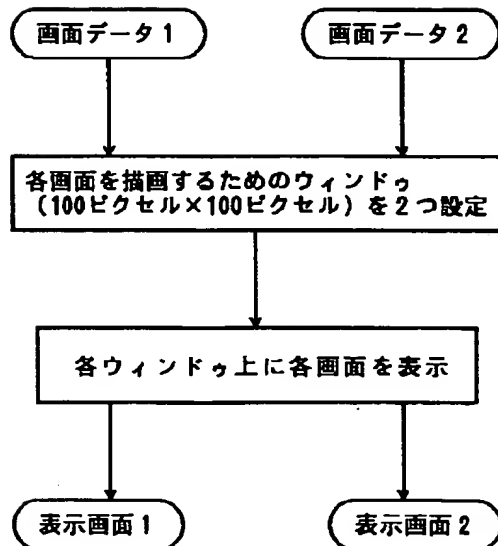 画面データ1
画面データ2
各画面を描画するためのウィンドゥ
(100ピクセル×100ピクセル)を2つ設定
各ウィンドゥ上に各画面を表示
表示画面1
表示画面2